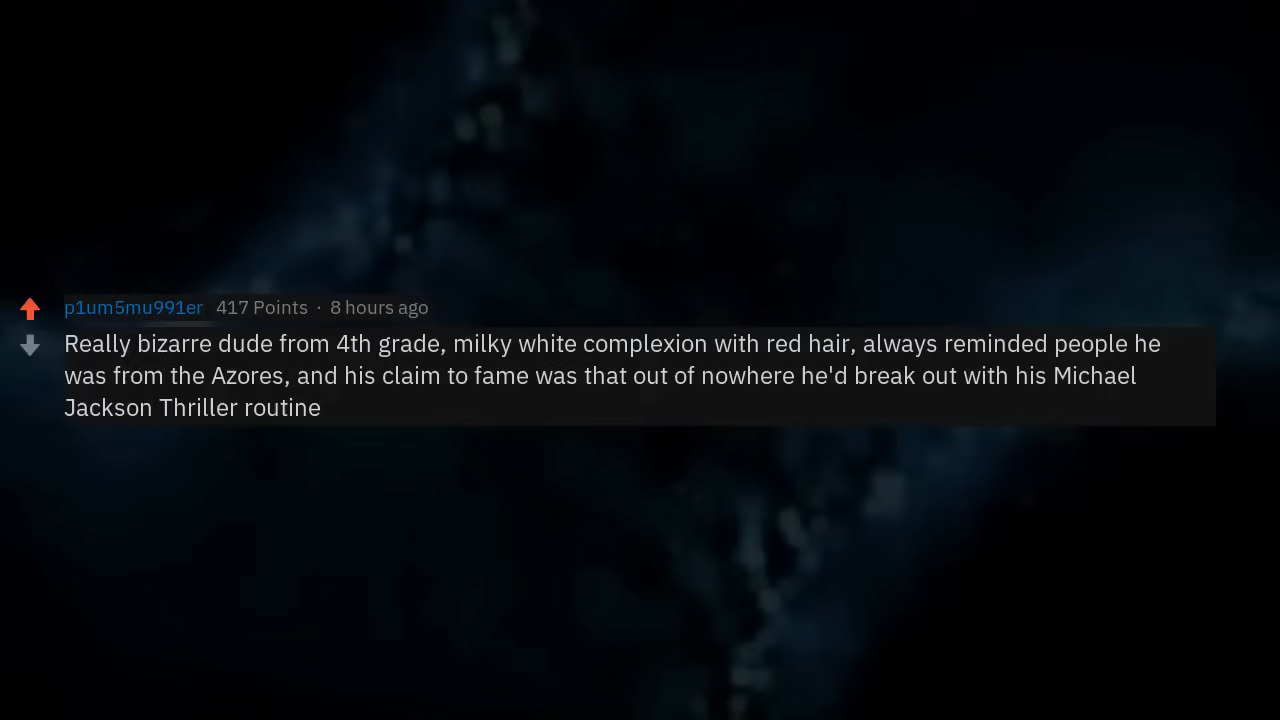 p1um5mu991er 417 Points · 8 hours ago
Really bizarre dude from 4th grade, milky white complexion with red hair, always reminded people he
was from the Azores, and his claim to fame was that out of nowhere he'd break out with his Michael
Jackson Thriller routine